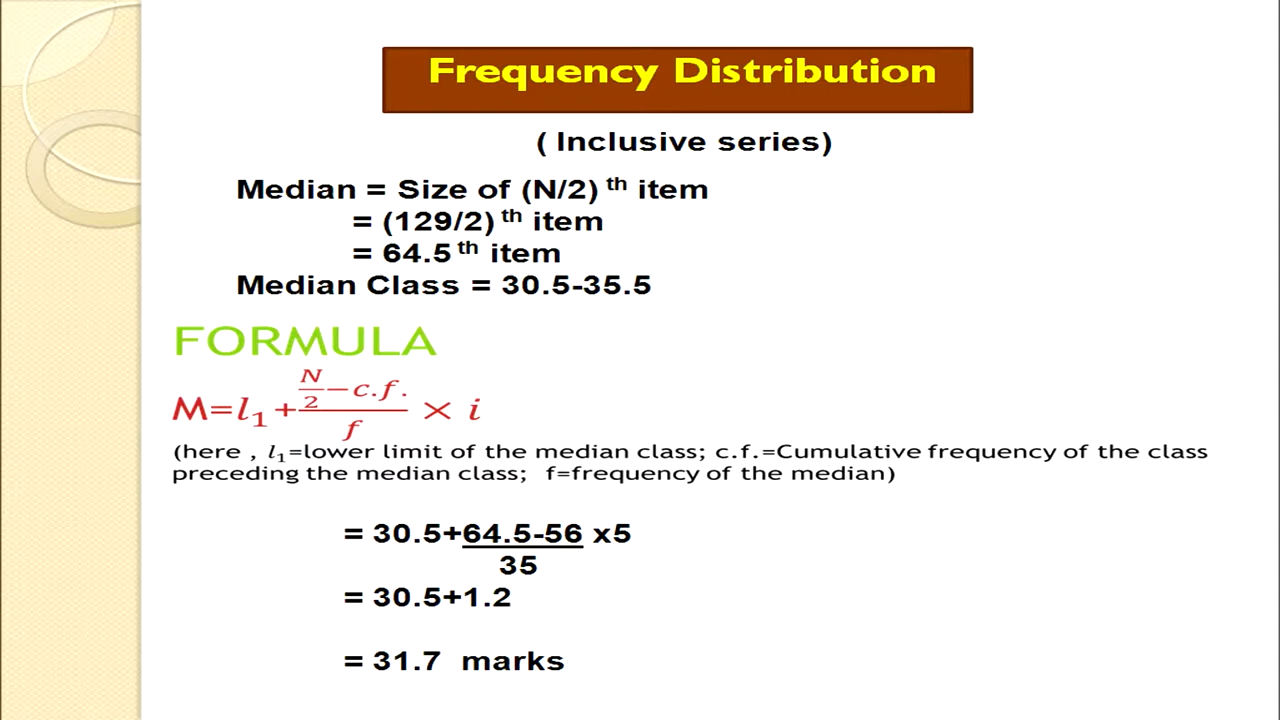 Frequency Distribution
( Inclusive series)
Median = Size of (N/2) th item
= (129/2) th item
= 64.5 th item
Median Class = 30.5-35.5
FORMULA
M=l₁+(N/2−c.f.)/f × i
(here , l₁=lower limit of the median class; c.f.=Cumulative frequency of the class
preceding the median class; f=frequency of the median)
= 30.5+64.5-56 x5
35
= 30.5+1.2
= 31.7 marks